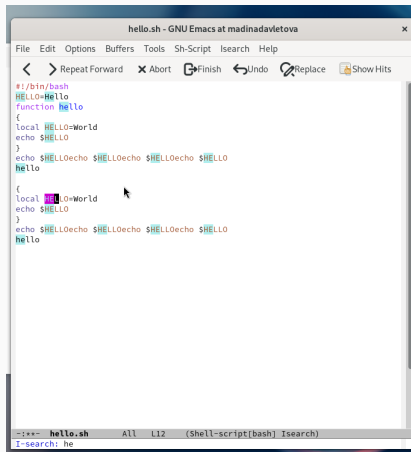 hello.sh - GNU Emacs at madinadavletova ×
File Edit Options Buffers Tools Sh-Script Isearch Help
Repeat Forward Abort Finish Undo Replace Show Hits
#!/bin/bash
HELLO=Hello
function hello
{
local HELLO=World
echo $HELLO
}
echo $HELLOecho $HELLOecho $HELLOecho $HELLO
hello
{
local HELLO=World
echo $HELLO
}
echo $HELLOecho $HELLOecho $HELLOecho $HELLO
hello
-:**- hello.sh All L12 (Shell-script[bash] Isearch)
I-search: he